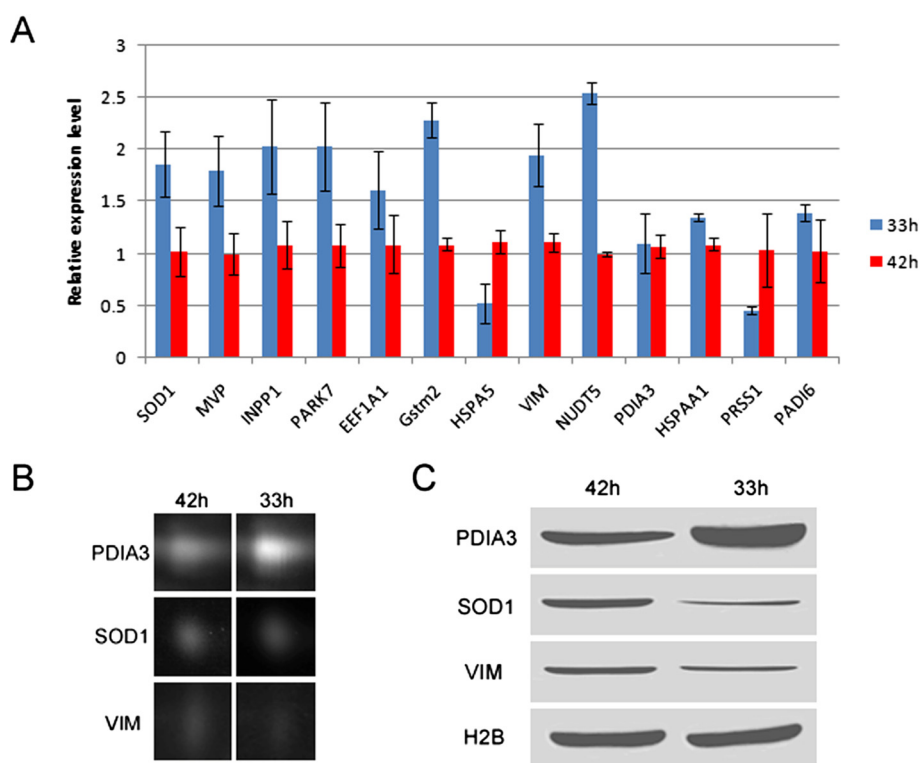 A
3
2.5
2
1.5
1
0.5
0
Relative expression level
33h
42h
SOD1
MVP
INPP1
PARK7
EEF1A1
Gstm2
HSPA5
VIM
NUDT5
PDIA3
HSPAA1
PRSS1
PADI6
B
42h 33h
PDIA3
SOD1
VIM
C
42h 33h
PDIA3
SOD1
VIM
H2B